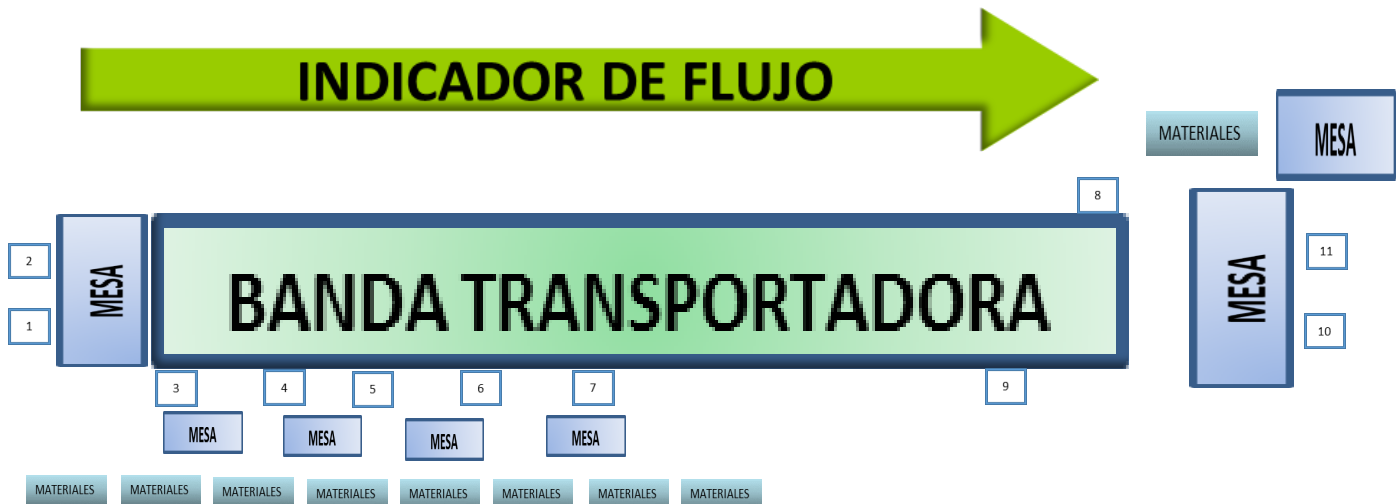 INDICADOR DE FLUJO
MATERIALES
MESA
8
2
1
MESA
BANDA TRANSPORTADORA
MESA
11
10
3
4
5
6
7
9
MESA
MESA
MESA
MESA
MATERIALES
MATERIALES
MATERIALES
MATERIALES
MATERIALES
MATERIALES
MATERIALES
MATERIALES